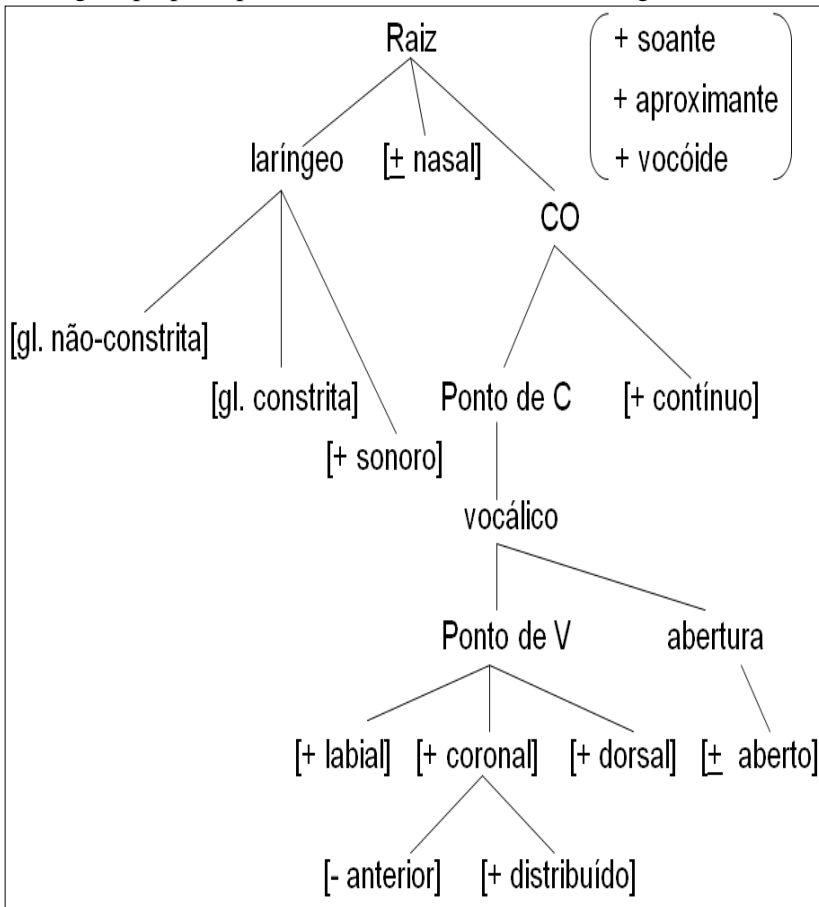 Raiz
+ soante
+ aproximante
+ vocóide
laríngeo [± nasal]
CO
[gl. não-constrita]
[gl. constrita] Ponto de C [+ contínuo]
[+ sonoro]
vocálico
Ponto de V abertura
[+ labial] [+ coronal] [+ dorsal] [± aberto]
[- anterior] [+ distribuído]